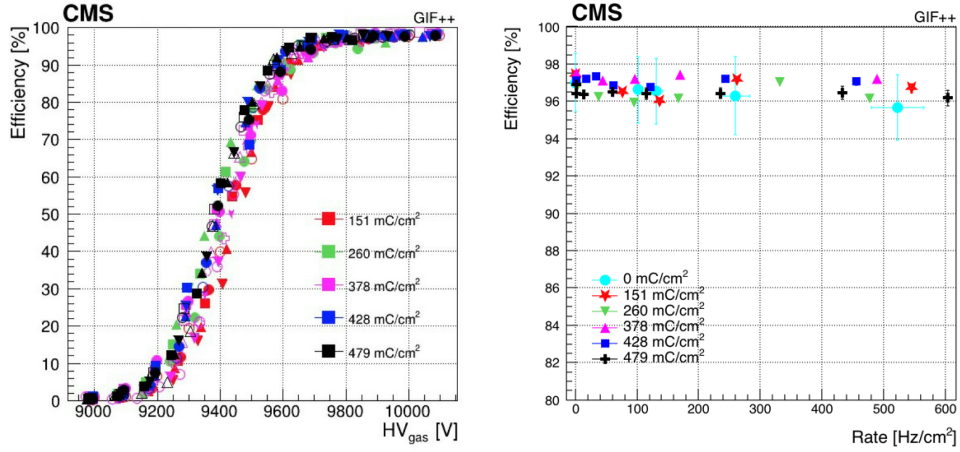 CMS
GIF++
Efficiency [%]
100
90
80
70
60
50
40
30
20
10
0
151 mC/cm²
260 mC/cm²
378 mC/cm²
428 mC/cm²
479 mC/cm²
9000 9200 9400 9600 9800 10000
HVgas [V]
CMS
GIF++
Efficiency [%]
100
98
96
94
92
90
88
86
84
82
80
0 mC/cm²
151 mC/cm²
260 mC/cm²
378 mC/cm²
428 mC/cm²
479 mC/cm²
0 100 200 300 400 500 600
Rate [Hz/cm²]